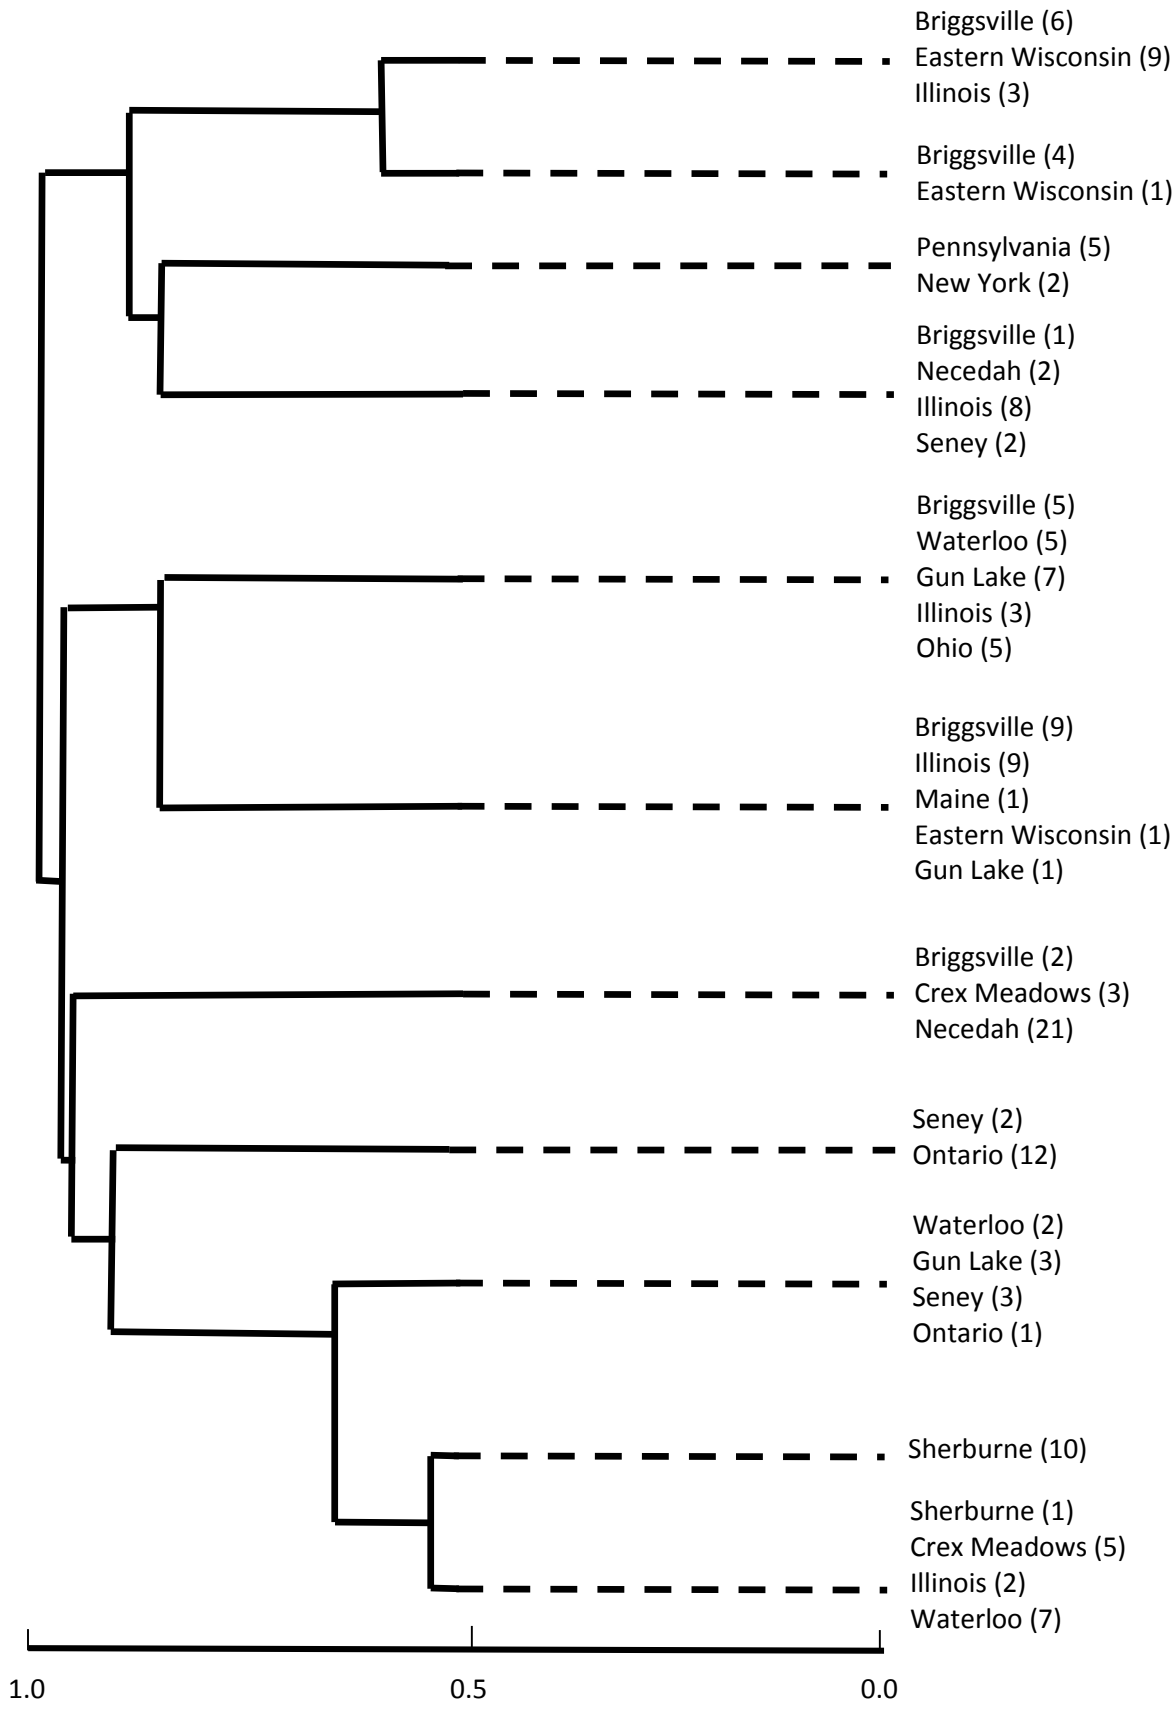 Briggsville (6)
Eastern Wisconsin (9)
Illinois (3)
Briggsville (4)
Eastern Wisconsin (1)
Pennsylvania (5)
New York (2)
Briggsville (1)
Necedah (2)
Illinois (8)
Seney (2)
Briggsville (5)
Waterloo (5)
Gun Lake (7)
Illinois (3)
Ohio (5)
Briggsville (9)
Illinois (9)
Maine (1)
Eastern Wisconsin (1)
Gun Lake (1)
Briggsville (2)
Crex Meadows (3)
Necedah (21)
Seney (2)
Ontario (12)
Waterloo (2)
Gun Lake (3)
Seney (3)
Ontario (1)
Sherburne (10)
Sherburne (1)
Crex Meadows (5)
Illinois (2)
Waterloo (7)
1.0 0.5 0.0